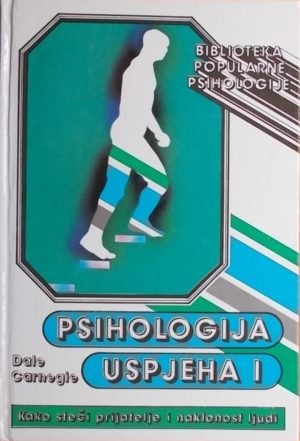 BIBLIOTEKA
POPULARNE
PSIHOLOGIJE
PSIHOLOGIJA
Dale
Carnegie
USPJEHA I
Kako steći prijatelje i naklonost ljudi